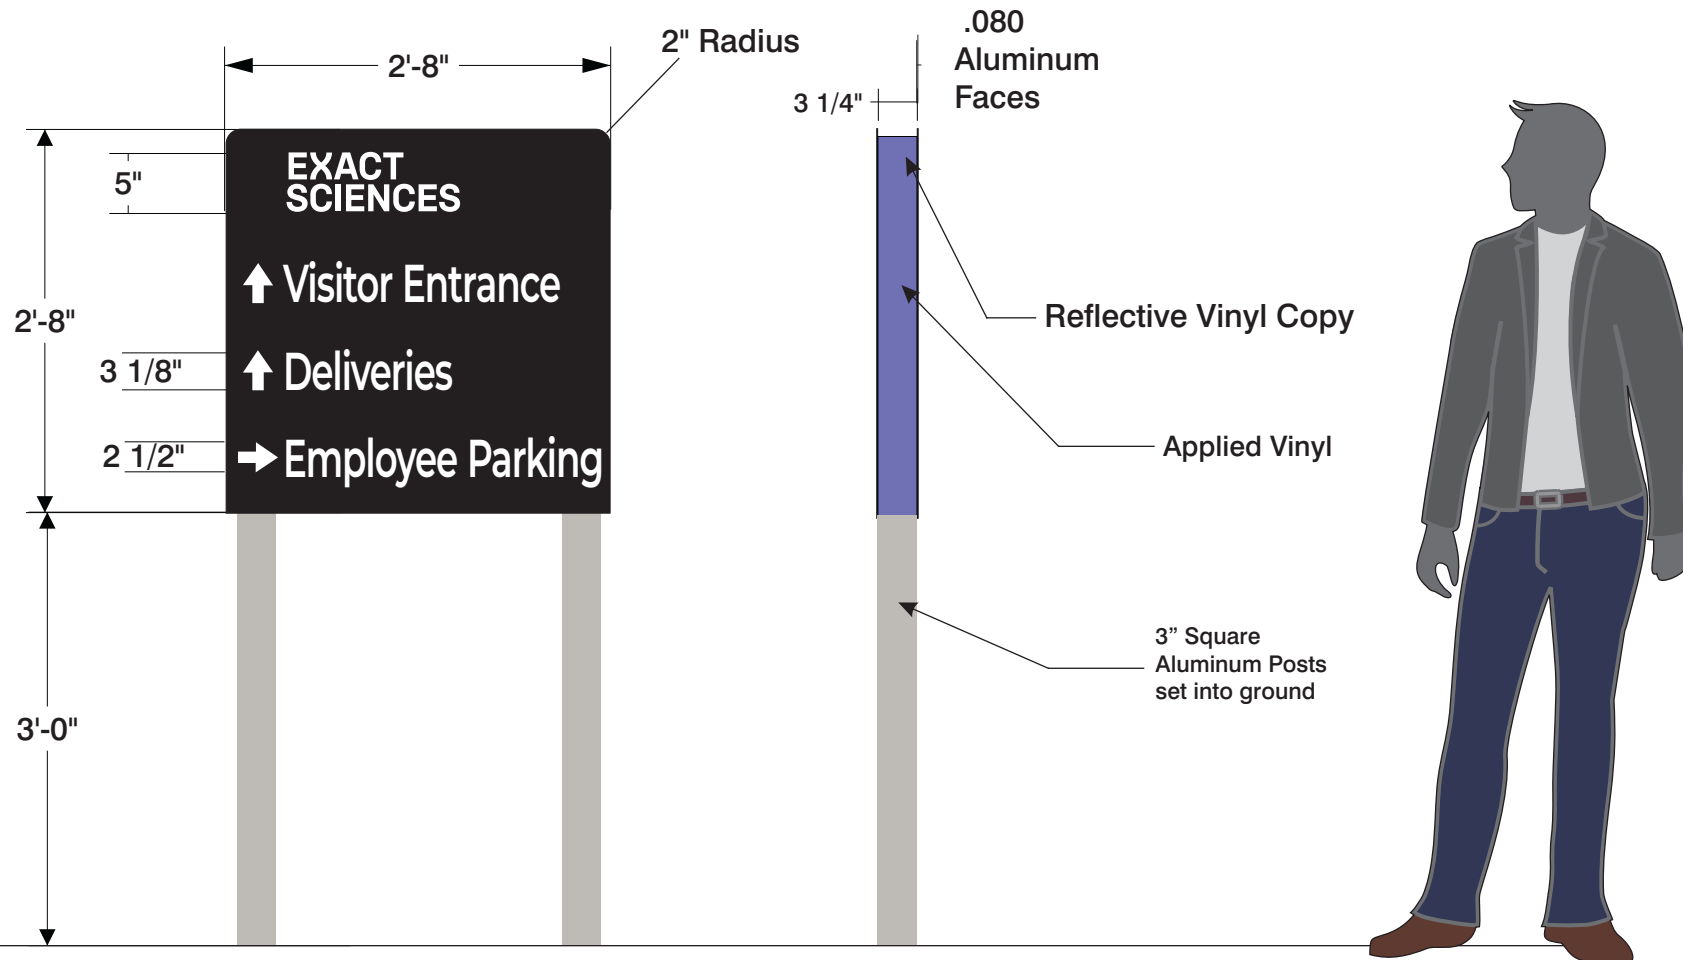 2'-8"
2" Radius
.080
Aluminum
Faces
3 1/4"
EXACT
SCIENCES
5"
Visitor Entrance
2'-8"
Deliveries
3 1/8"
Employee Parking
2 1/2"
Reflective Vinyl Copy
Applied Vinyl
3” Square
Aluminum Posts
set into ground
3'-0"